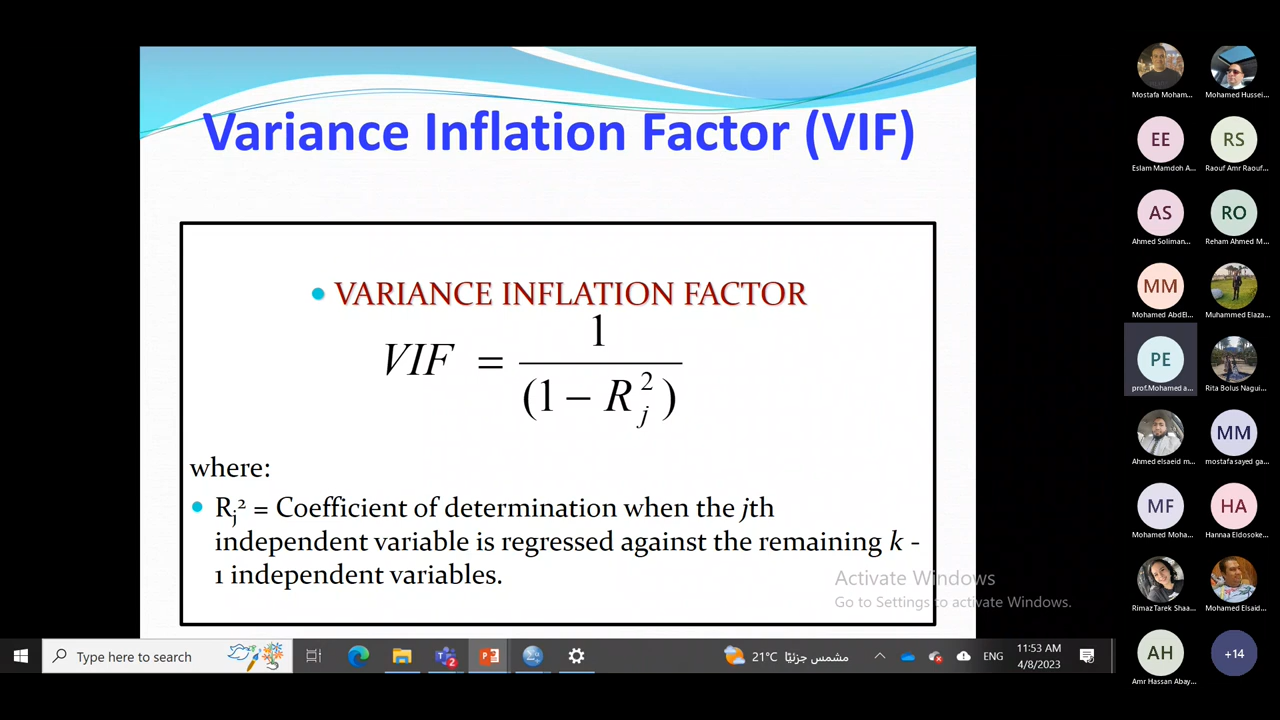 Variance Inflation Factor (VIF)
• VARIANCE INFLATION FACTOR
VIF = 1 / (1 − R_j^2)
where:
• Rj² = Coefficient of determination when the jth
independent variable is regressed against the remaining k -
1 independent variables.
Activate Windows
Go to Settings to activate Windows.
Type here to search
2
21°C مشمس جزئيًا
ENG
11:53 AM
4/8/2023
Mostafa Moham...
Mohamed Hussei...
EE
Eslam Mamdoh A...
RS
Raouf Amr Raouf...
AS
Ahmed Soliman...
RO
Reham Ahmed M...
MM
Mohamed AbdEl...
Muhammed Elaza...
PE
prof.Mohamed a...
Rita Bolus Nagui...
Ahmed elsaeid m...
MM
mostafa sayed ga...
MF
Mohamed Moha...
HA
Hannaa Eldosoke...
Rimaz Tarek Shaa...
Mohamed Elsaid...
AH
Amr Hassan Abay...
+14